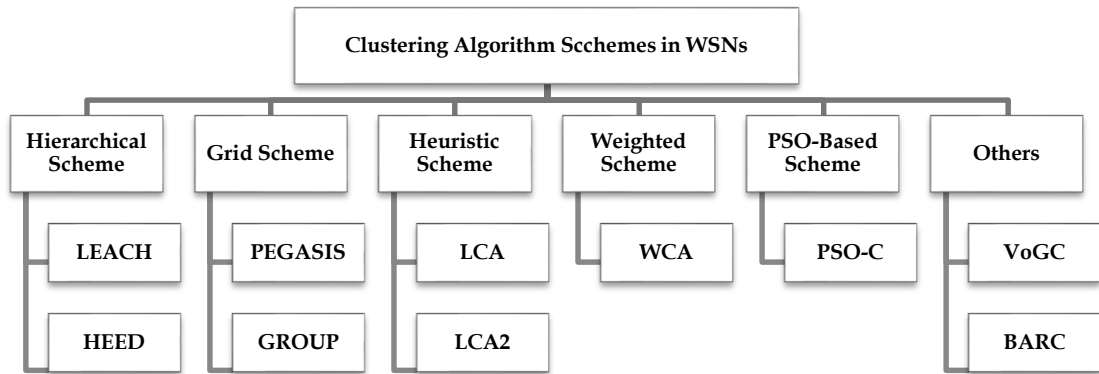 Clustering Algorithm Scchemes in WSNs
Hierarchical
Scheme
Grid Scheme
Heuristic
Scheme
Weighted
Scheme
PSO-Based
Scheme
Others
LEACH
PEGASIS
LCA
WCA
PSO-C
VoGC
HEED
GROUP
LCA2
BARC